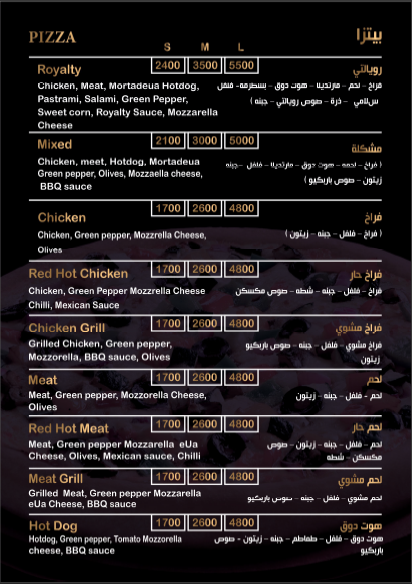 PIZZA بيتزا
S M L
Royalty 2400 3500 5500 رويالتي
Chicken, Meat, Mortadeua Hotdog, فراخ - لحم - مارتديلا - هوت دوق - بسطرمه- فلفل
Pastrami, Salami, Green Pepper, سلامي - ذرة - صوص رويالتي - جبنه )
Sweet corn, Royalty Sauce, Mozzarella
Cheese
Mixed 2100 3000 5000 مشكلة
Chicken, meet, Hotdog, Mortadeua ( فراخ - لحمه - هوت دوق - مارتديلا - فلفل -جبنه
Green pepper, Olives, Mozzaella cheese, زيتون - صوص باربكيو )
BBQ sauce
Chicken 1700 2600 4800 فراخ
Chicken, Green pepper, Mozzrella Cheese, ( فراخ - فلفل - جبنه - زيتون )
Olives
Red Hot Chicken 1700 2600 4800 فراخ حار
Chicken, Green Pepper Mozzrella Cheese فراخ - فلفل - جبنه - شطه - صوص مكسكن
Chilli, Mexican Sauce
Chicken Grill 1700 2600 4800 فراخ مشوي
Grilled Chicken, Green pepper, فراخ مشوي - فلفل - جبنه - صوص باربكيو
Mozzorella, BBQ sauce, Olives زيتون
Meat 1700 2600 4800 لحم
Meat, Green pepper, Mozorella Cheese, لحم - فلفل - جبنه - زيتون
Olives
Red Hot Meat 1700 2600 4800 لحم حار
Meat, Green pepper Mozzarella eUa لحم - فلفل - جبنه - زيتون - صوص
Cheese, Olives, Mexican sauce, Chilli مكسكن - شطه
Meat Grill 1700 2600 4800 لحم مشوي
Grilled Meat, Green pepper Mozzarella لحم مشوي - فلفل - جبنه - صوص باربكيو
eUa Cheese, BBQ sauce
Hot Dog 1700 2600 4800 هوت دوق
Hotdog, Green pepper, Tomato Mozzorella هوت دوق - فلفل - طماطم - جبنه - زيتون - صوص
cheese, BBQ sauce باربكيو